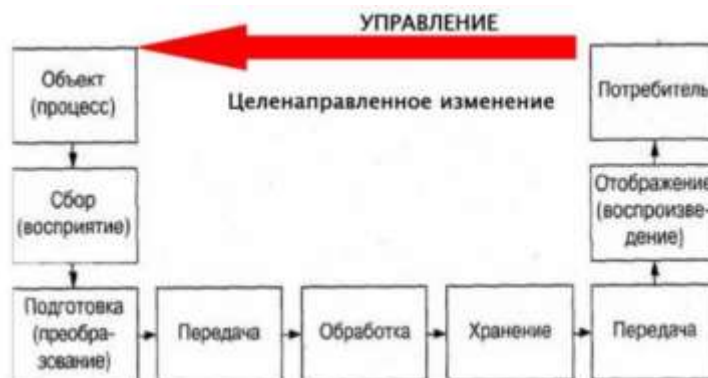 УПРАВЛЕНИЕ
Объект
(процесс)
Целенаправленное изменение
Потребитель
Сбор
(восприятие)
Отображение
(воспроизве-
дение)
Подготовка
(преобра-
зование)
Передача
Обработка
Хранение
Передача